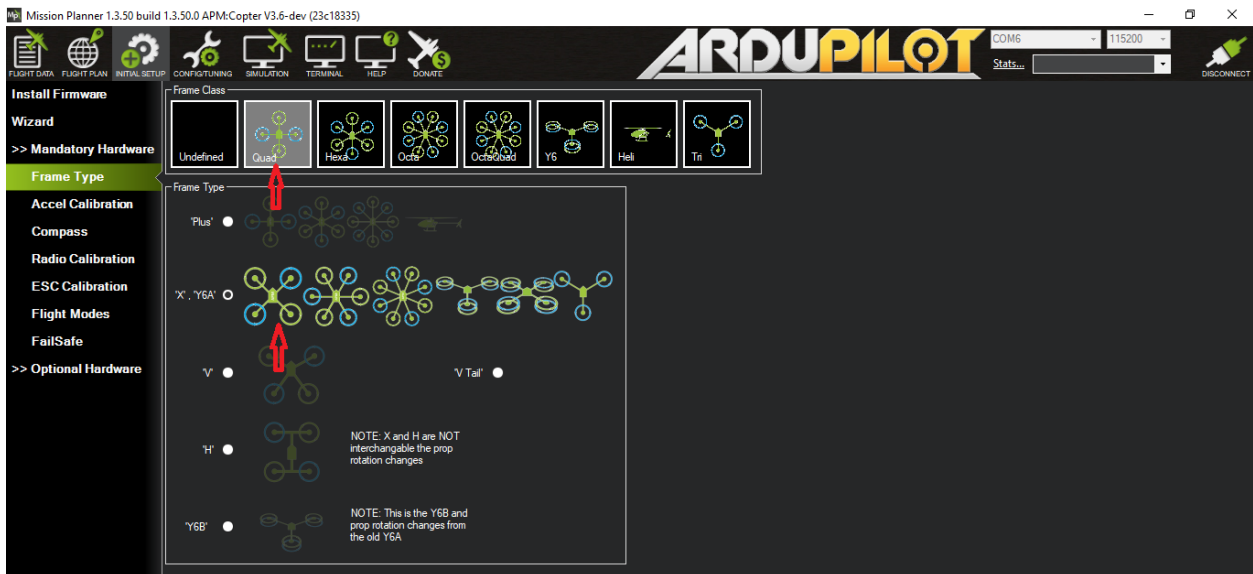 Mission Planner 1.3.50 build 1.3.50.0 APM:Copter V3.6-dev (23c18335)
FLIGHT DATA
FLIGHT PLAN
INITIAL SETUP
CONFIG/TUNING
SIMULATION
TERMINAL
HELP
DONATE
ARDUPILOT
COM6
115200
Stats...
DISCONNECT
Install Firmware
Wizard
>> Mandatory Hardware
Frame Type
Accel Calibration
Compass
Radio Calibration
ESC Calibration
Flight Modes
FailSafe
>> Optional Hardware
Frame Class
Undefined
Quad
Hexa
Octa
OctaQuad
Y6
Heli
Tri
Frame Type
'Plus'
'X', 'Y6A'
'V'
'V Tail'
'H'
NOTE: X and H are NOT
interchangable the prop
rotation changes
'Y6B'
NOTE: This is the Y6B and
prop rotation changes from
the old Y6A